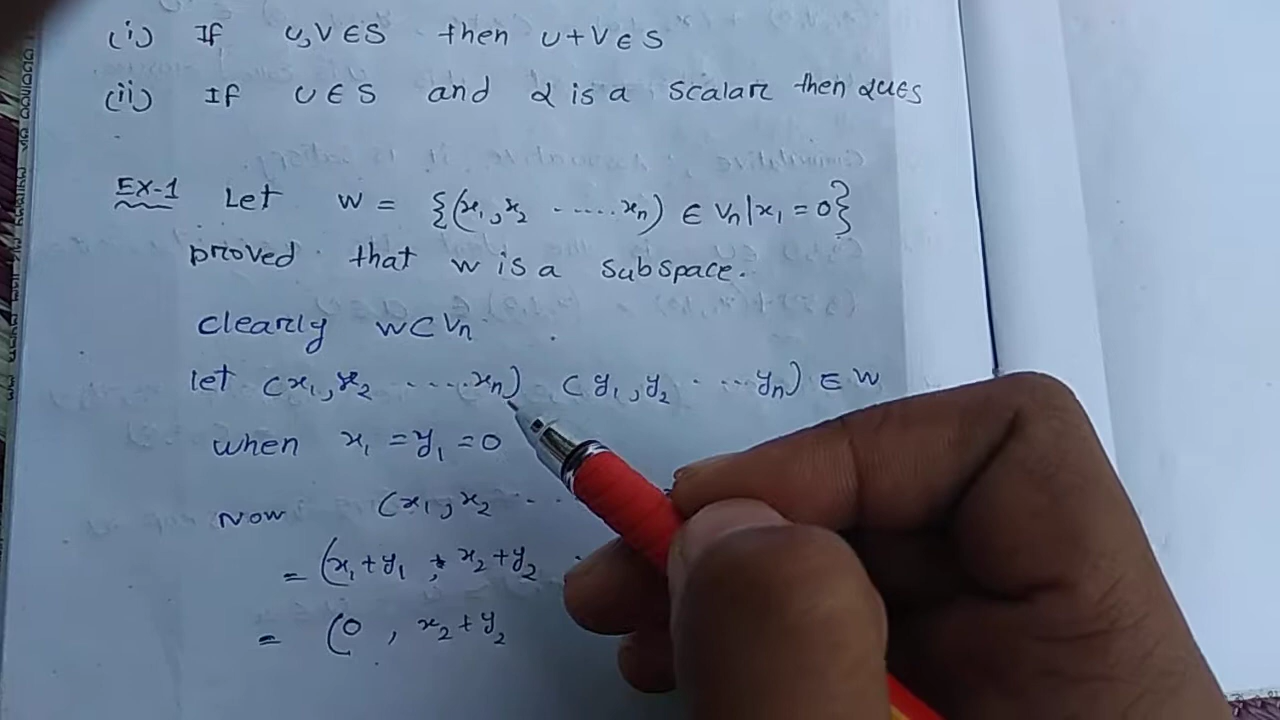 (i) If u,v∈S then u+v∈S
(ii) If u∈S and α is a scalar then αu∈S
Ex-1 Let W = {(x₁,x₂ ......xₙ) ∈ Vₙ|x₁ = 0}
proved that W is a subspace.
clearly W⊂Vₙ
let (x₁,x₂ ....xₙ) (y₁,y₂ ....yₙ) ∈ W
when x₁ = y₁ = 0
Now (x₁,x₂ ..
= (x₁+y₁ , x₂+y₂
= (0 , x₂+y₂